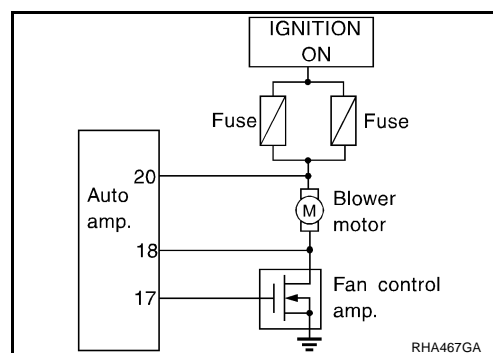 IGNITION
ON
Fuse
Fuse
20
Auto
amp.
M
Blower
motor
18
17
Fan control
amp.
RHA467GA